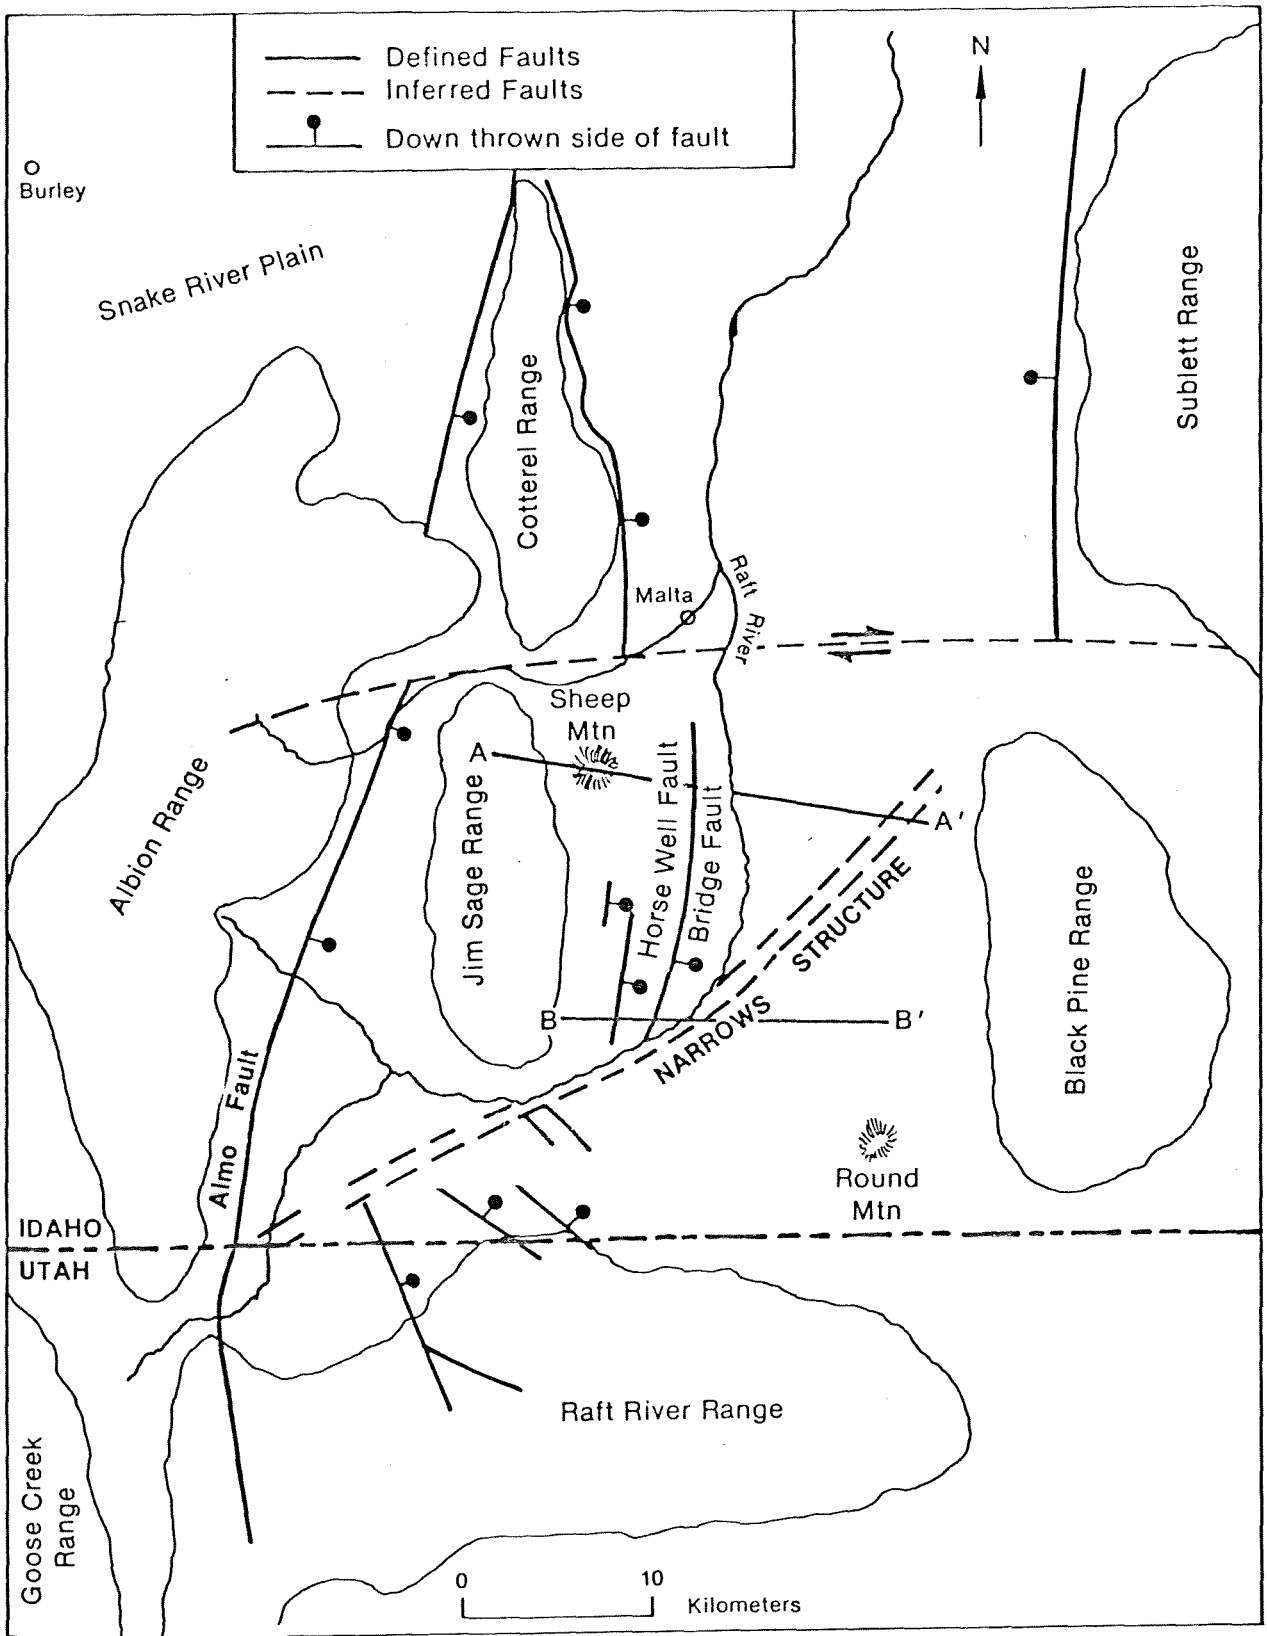 Defined Faults
Inferred Faults
Down thrown side of fault
N
Burley
Snake River Plain
Cotterel Range
Sublett Range
Malta
Raft River
Sheep
Mtn
A
A'
Albion Range
Jim Sage Range
Horse Well Fault
Bridge Fault
NARROWS STRUCTURE
Black Pine Range
B
B'
Almo Fault
Round
Mtn
IDAHO
UTAH
Raft River Range
Goose Creek
Range
0 10
Kilometers